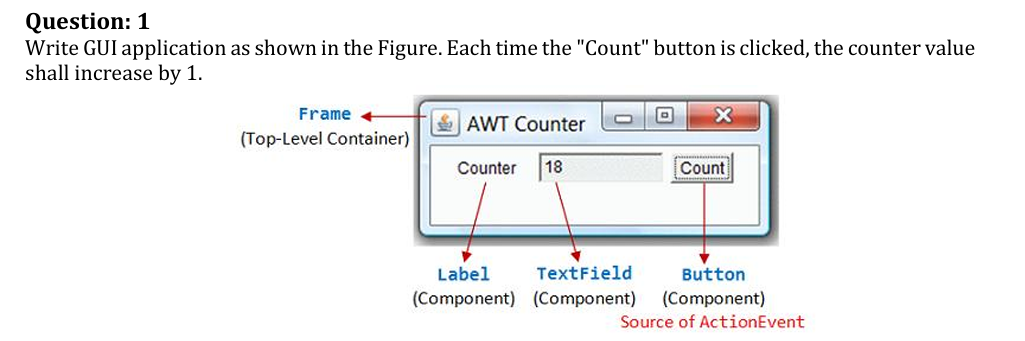 Question: 1
Write GUI application as shown in the Figure. Each time the "Count" button is clicked, the counter value
shall increase by 1.
Frame
(Top-Level Container)
AWT Counter
Counter 18 Count
Label TextField Button
(Component) (Component) (Component)
Source of ActionEvent